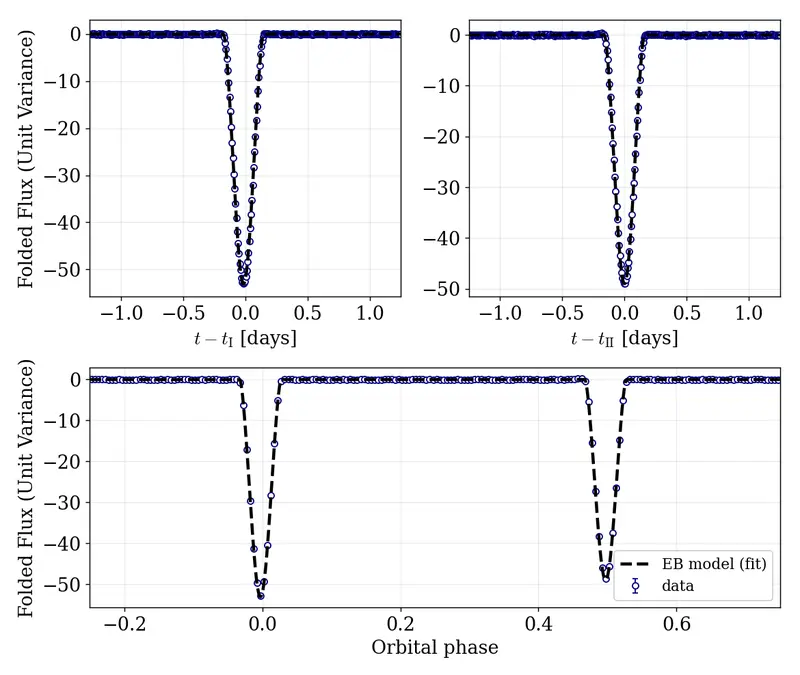 Folded Flux (Unit Variance)
0
−10
−20
−30
−40
−50
−1.0 −0.5 0.0 0.5 1.0
t − tI [days]
0
−10
−20
−30
−40
−50
−1.0 −0.5 0.0 0.5 1.0
t − tII [days]
Folded Flux (Unit Variance)
0
−10
−20
−30
−40
−50
EB model (fit)
data
−0.2 0.0 0.2 0.4 0.6
Orbital phase